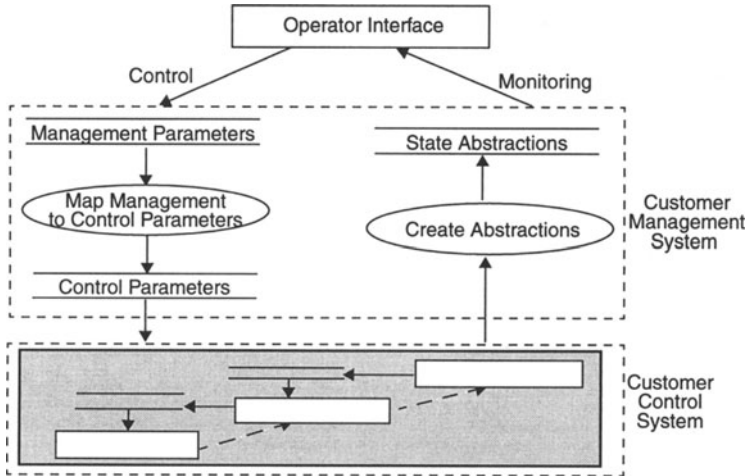 Operator Interface
Control
Monitoring
Management Parameters
State Abstractions
Map Management
to Control Parameters
Create Abstractions
Customer
Management
System
Control Parameters
Customer
Control
System